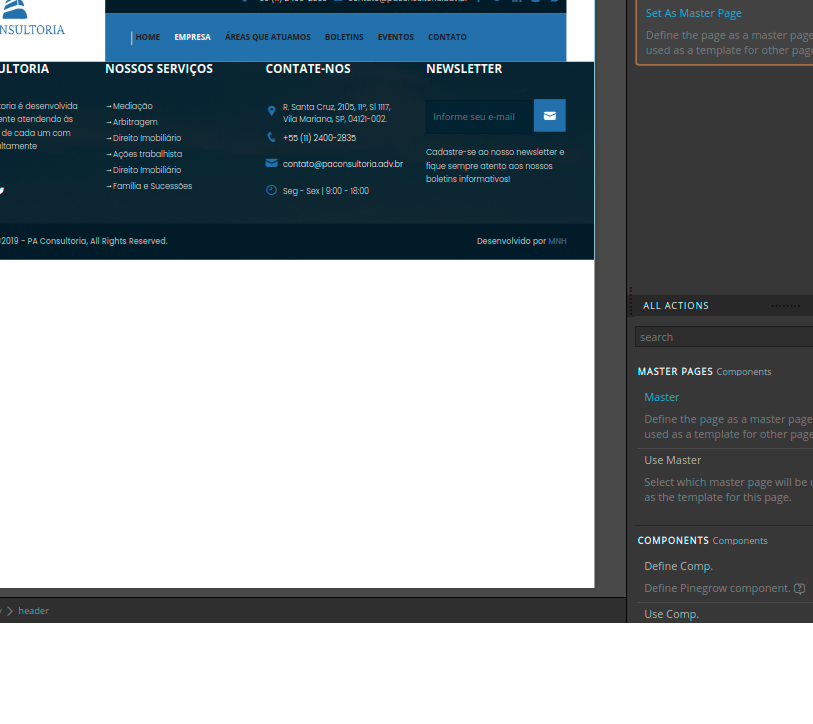 HOME EMPRESA ÁREAS QUE ATUAMOS BOLETINS EVENTOS CONTATO
NOSSOS SERVIÇOS
→Mediação
→Arbitragem
→Direito Imobiliário
→Ações trabalhista
→Direito Imobiliário
→Família e Sucessões
CONTATE-NOS
R. Santa Cruz, 2105, 11º, Sl 1117,
Vila Mariana, SP, 04121-002.
+55 (11) 2400-2835
contato@paconsultoria.adv.br
Seg - Sex | 9:00 - 18:00
NEWSLETTER
Informe seu e-mail
Cadastre-se ao nosso newsletter e
fique sempre atento aos nossos
boletins informativos!
é desenvolvida
atendendo às
de cada um com
2019 - PA Consultoria, All Rights Reserved.
Desenvolvido por MNH
header
Set As Master Page
Define the page as a master page
used as a template for other
ALL ACTIONS
search
MASTER PAGES Components
Master
Define the page as a master page
used as a template for other
Use Master
Select which master page will be
as the template for this page.
COMPONENTS Components
Define Comp.
Define Pinegrow component.
Use Comp.